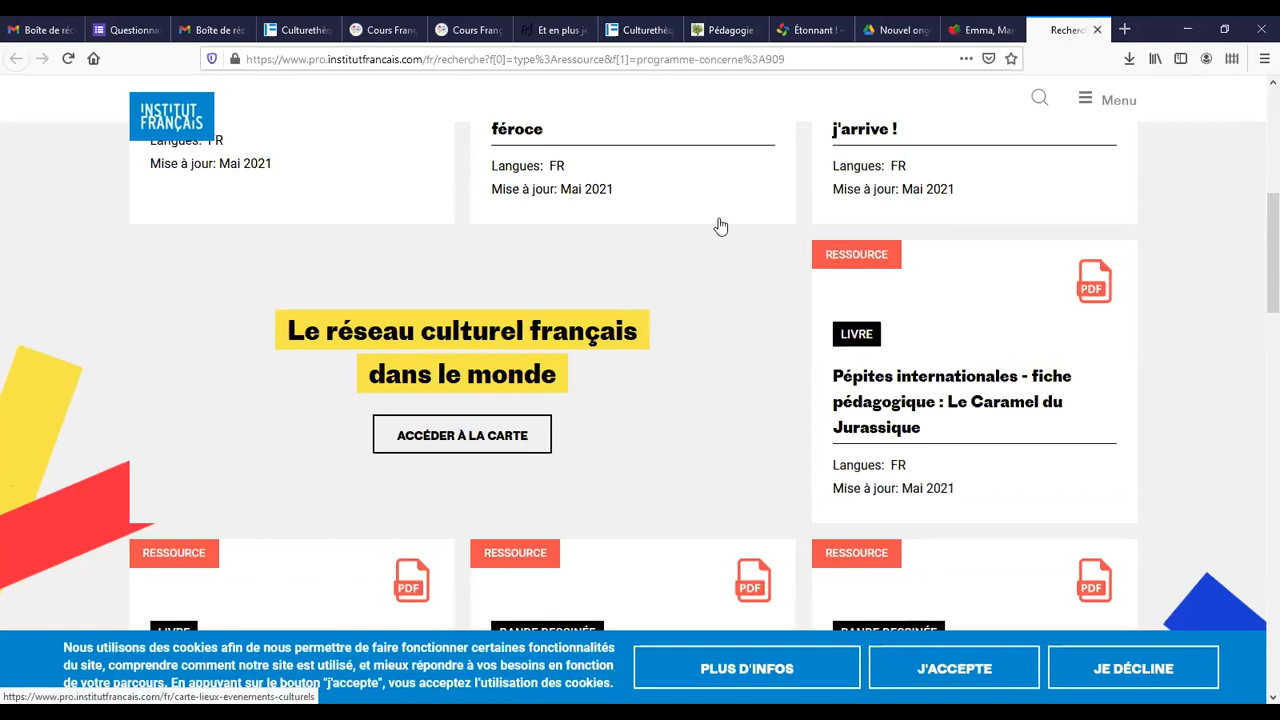 Boîte de réc
Questionna
Boîte de réc
Culturethèq
Cours Franç
Cours Franç
Et en plus je
Culturethèq
Pédagogie
Étonnant ! –
Nouvel ong
Emma, Mar
Recherc
https://www.pro.institutfrancais.com/fr/recherche?f[0]=type%3Aressource&f[1]=programme-concerne%3A909
INSTITUT
FRANÇAIS
Menu
Langues: FR
Mise à jour: Mai 2021
féroce
Langues: FR
Mise à jour: Mai 2021
j'arrive !
Langues: FR
Mise à jour: Mai 2021
Le réseau culturel français
dans le monde
ACCÉDER À LA CARTE
RESSOURCE
PDF
LIVRE
Pépites internationales - fiche
pédagogique : Le Caramel du
Jurassique
Langues: FR
Mise à jour: Mai 2021
RESSOURCE
PDF
LIVRE
RESSOURCE
PDF
BANDE DESSINÉE
RESSOURCE
PDF
BANDE DESSINÉE
Nous utilisons des cookies afin de nous permettre de faire fonctionner certaines fonctionnalités
du site, comprendre comment notre site est utilisé, et mieux répondre à vos besoins en fonction
de votre parcours. En appuyant sur le bouton "j'accepte", vous acceptez l'utilisation des cookies.
PLUS D'INFOS
J'ACCEPTE
JE DÉCLINE
https://www.pro.institutfrancais.com/fr/carte-lieux-evenements-culturels